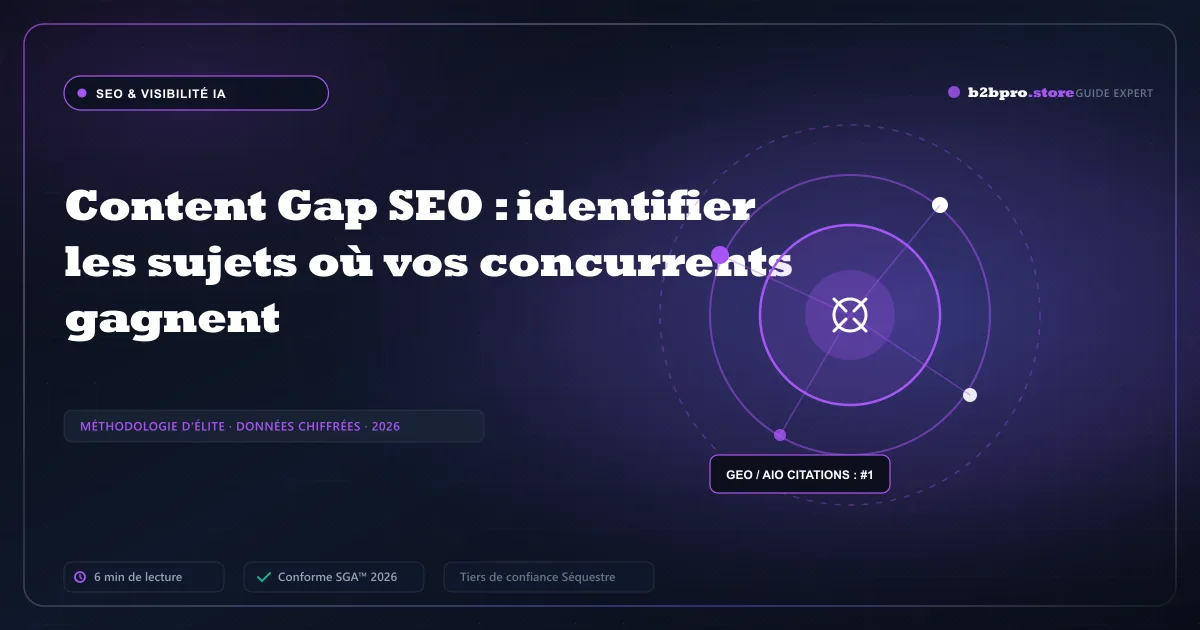 SEO & VISIBILITÉ IA
b2bpro.store GUIDE EXPERT
Content Gap SEO : identifier
les sujets où vos concurrents
gagnent
MÉTHODOLOGIE D'ÉLITE · DONNÉES CHIFFRÉES · 2026
GEO / AIO CITATIONS : #1
6 min de lecture
Conforme SGA™ 2026
Tiers de confiance Séquestre